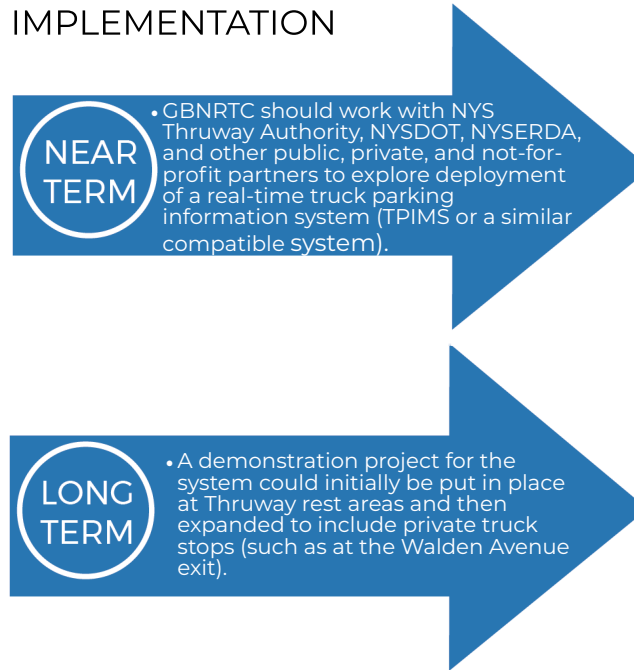 IMPLEMENTATION
NEAR
TERM
• GBNRTC should work with NYS
Thruway Authority, NYSDOT, NYSERDA,
and other public, private, and not-for-
profit partners to explore deployment
of a real-time truck parking
information system (TPIMS or a similar
compatible system).
LONG
TERM
• A demonstration project for the
system could initially be put in place
at Thruway rest areas and then
expanded to include private truck
stops (such as at the Walden Avenue
exit).